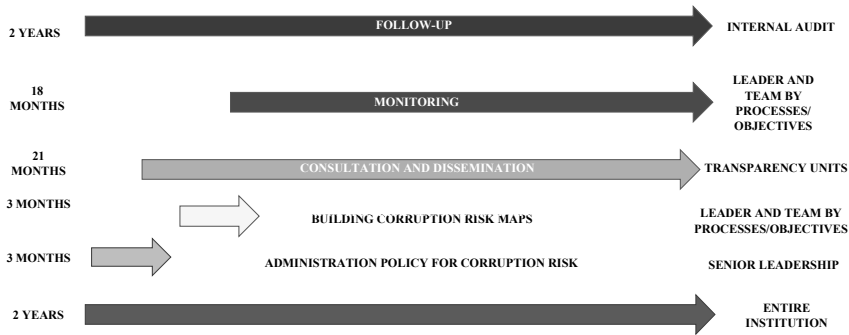 2 YEARS
FOLLOW-UP
INTERNAL AUDIT
18
MONTHS
MONITORING
LEADER AND
TEAM BY
PROCESSES/
OBJECTIVES
21
MONTHS
CONSULTATION AND DISSEMINATION
TRANSPARENCY UNITS
3 MONTHS
BUILDING CORRUPTION RISK MAPS
LEADER AND TEAM BY
PROCESSES/OBJECTIVES
3 MONTHS
ADMINISTRATION POLICY FOR CORRUPTION RISK
SENIOR LEADERSHIP
2 YEARS
ENTIRE
INSTITUTION